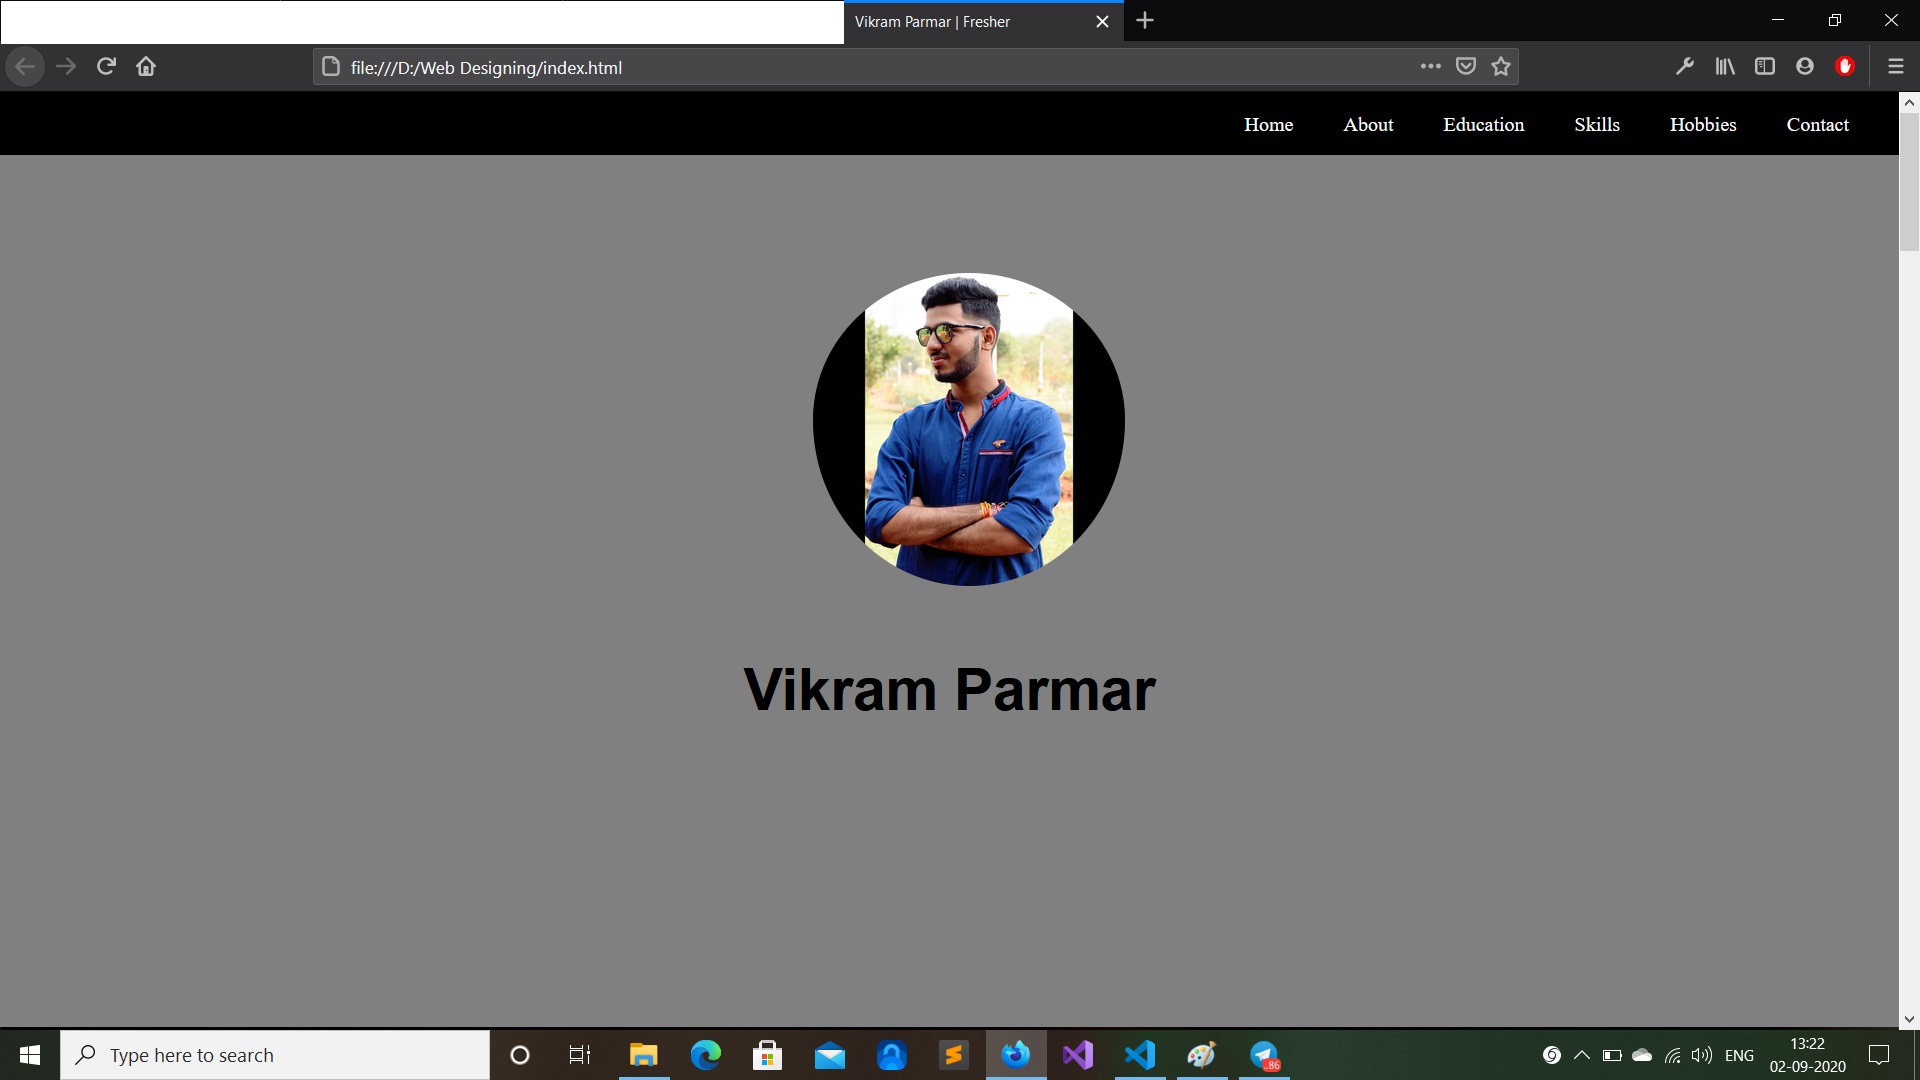 Vikram Parmar | Fresher
file:///D:/Web Designing/index.html
Home About Education Skills Hobbies Contact
Vikram Parmar
Type here to search
..86
ENG
13:22
02-09-2020